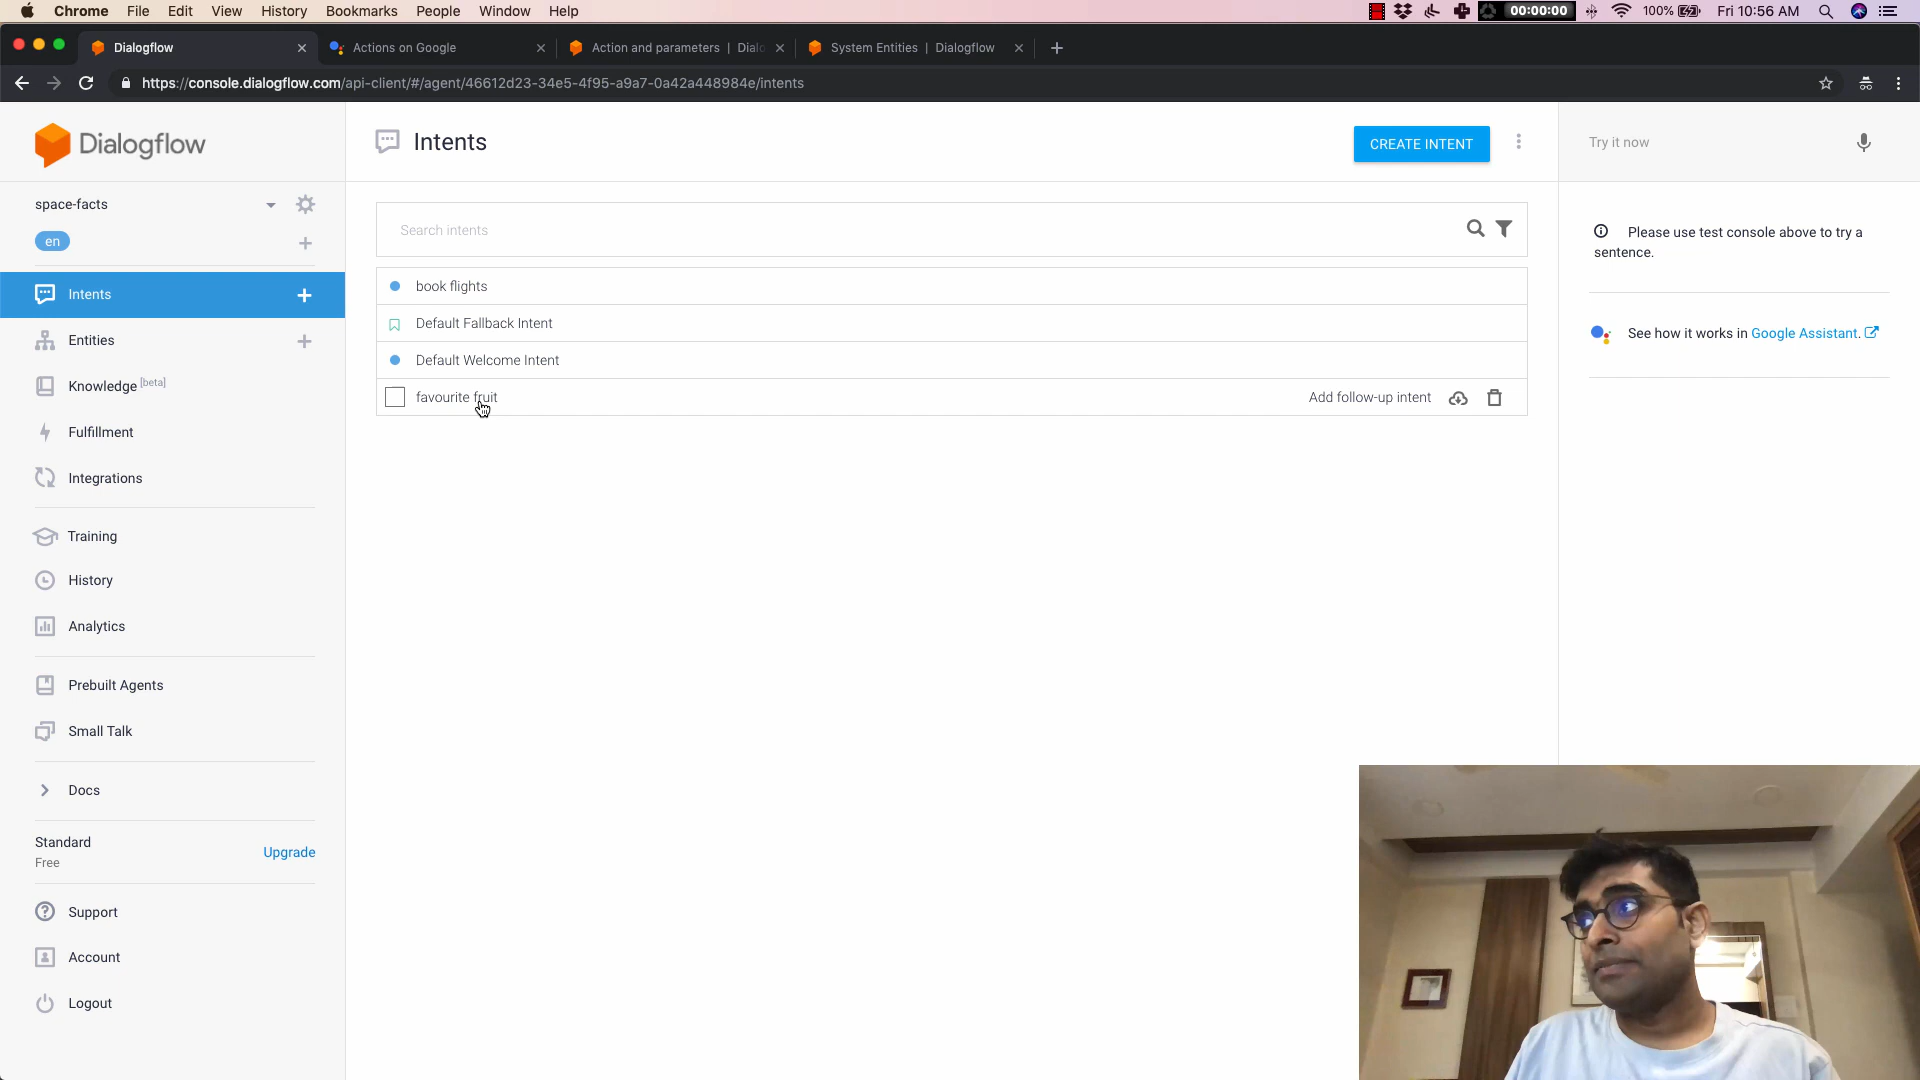 Chrome File Edit View History Bookmarks People Window Help 00:00:00 100% Fri 10:56 AM
Dialogflow Actions on Google Action and parameters | Dialo System Entities | Dialogflow
https://console.dialogflow.com/api-client/#/agent/46612d23-34e5-4f95-a9a7-0a42a448984e/intents
Dialogflow
space-facts
en
Intents
Entities
Knowledge [beta]
Fulfillment
Integrations
Training
History
Analytics
Prebuilt Agents
Small Talk
Docs
Standard
Free
Upgrade
Support
Account
Logout
Intents
CREATE INTENT
Search intents
book flights
Default Fallback Intent
Default Welcome Intent
favourite fruit Add follow-up intent
Try it now
Please use test console above to try a
sentence.
See how it works in Google Assistant.